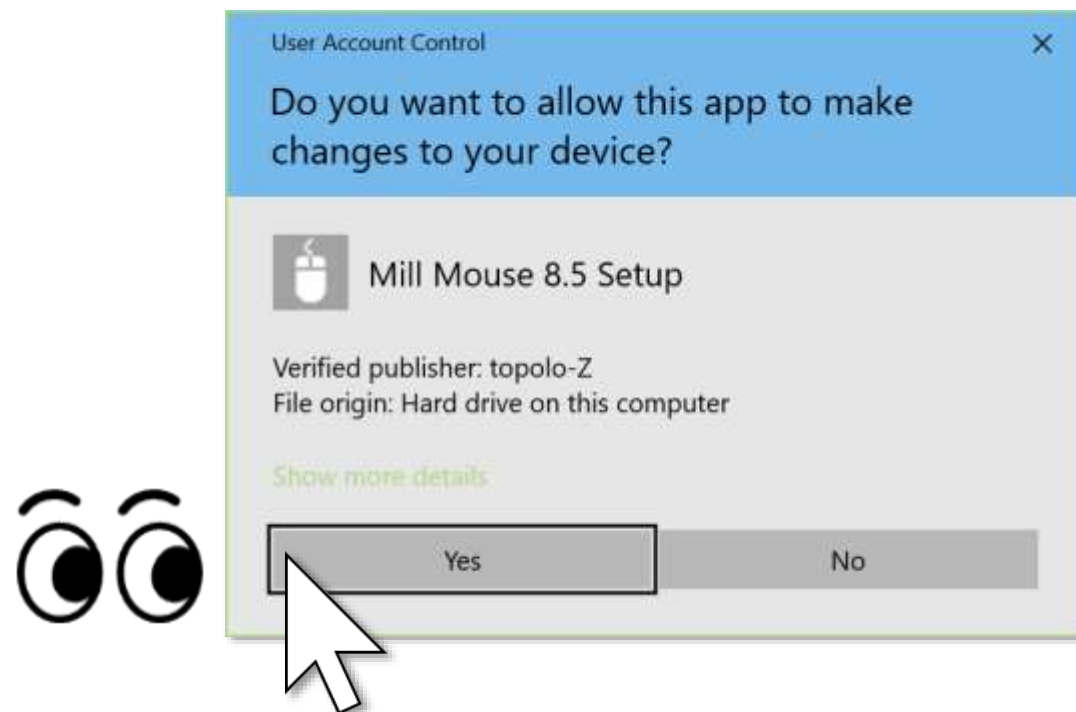 User Account Control
Do you want to allow this app to make
changes to your device?
Mill Mouse 8.5 Setup
Verified publisher: topolo-Z
File origin: Hard drive on this computer
Show more details
Yes No